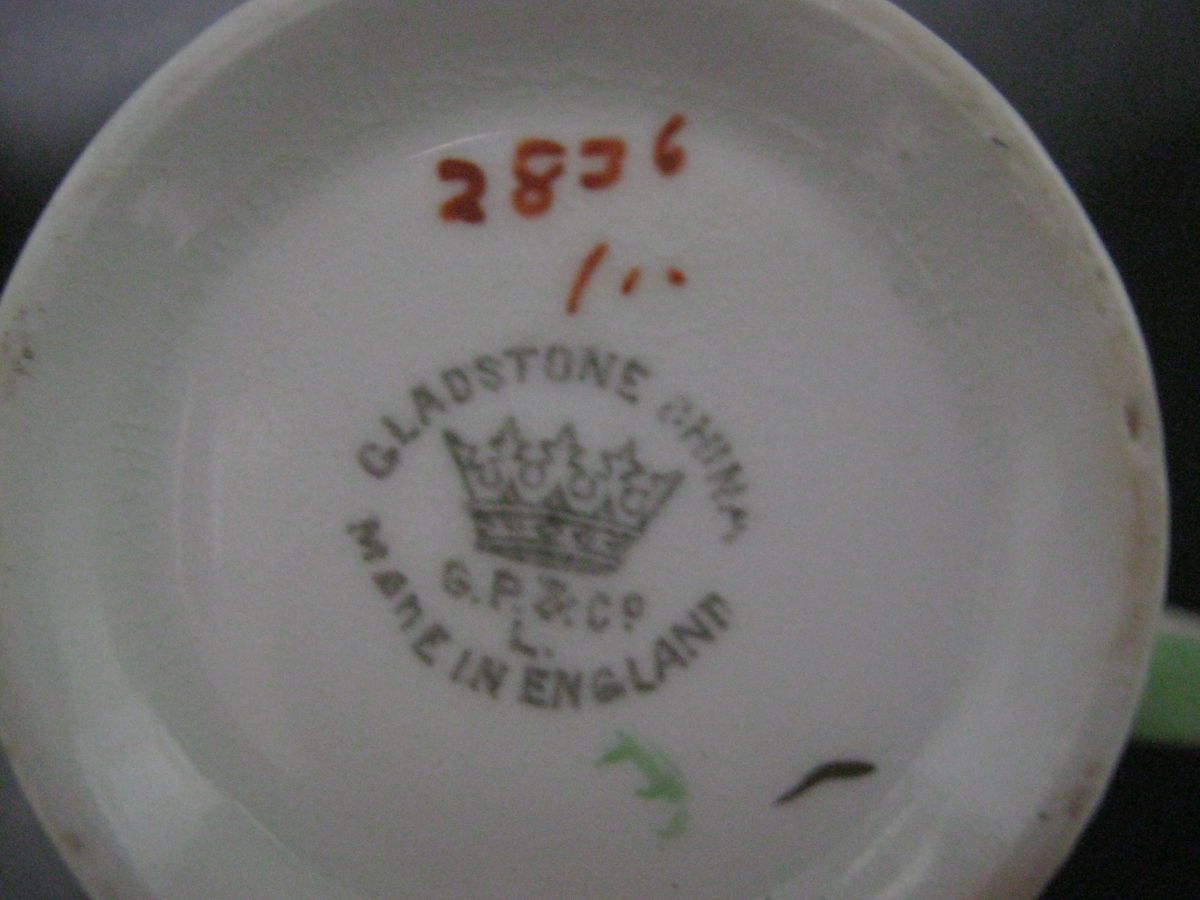 2836
GLADSTONE CHINA
G.P.&Co
L.
MADE IN ENGLAND